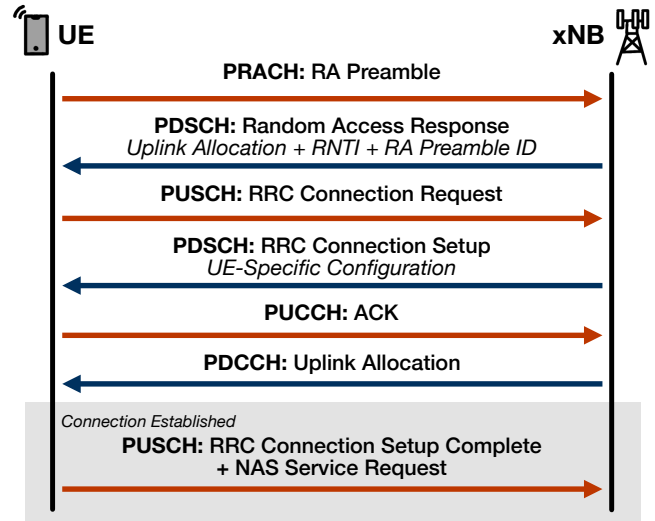 UE
xNB
PRACH: RA Preamble
PDSCH: Random Access Response
Uplink Allocation + RNTI + RA Preamble ID
PUSCH: RRC Connection Request
PDSCH: RRC Connection Setup
UE-Specific Configuration
PUCCH: ACK
PDCCH: Uplink Allocation
Connection Established
PUSCH: RRC Connection Setup Complete
+ NAS Service Request